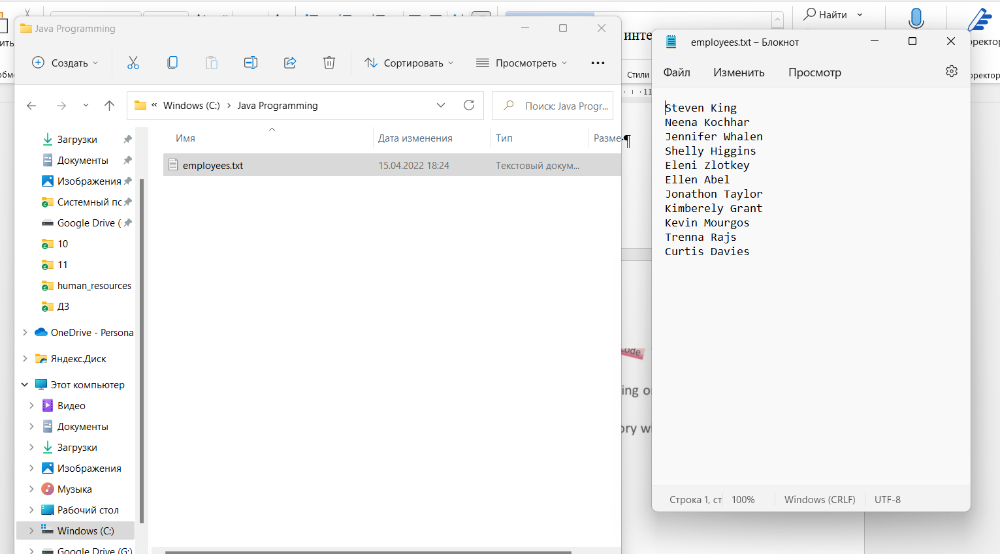 Найти
Java Programming
Создать
Сортировать
Просмотреть
Windows (C:)
Java Programming
Поиск: Java Progr...
Имя
Дата изменения
Тип
Разме
employees.txt
15.04.2022 18:24
Текстовый докум...
Загрузки
Документы
Изображения
Системный пс
Google Drive (
10
11
human_resources
ДЗ
OneDrive - Persona
Яндекс.Диск
Этот компьютер
Видео
Документы
Загрузки
Изображения
Музыка
Рабочий стол
Windows (C:)
Google Drive (G:)
инте
Стили
11
ing o
ory w
employees.txt – Блокнот
Файл
Изменить
Просмотр
Steven King
Neena Kochhar
Jennifer Whalen
Shelly Higgins
Eleni Zlotkey
Ellen Abel
Jonathon Taylor
Kimberely Grant
Kevin Mourgos
Trenna Rajs
Curtis Davies
Строка 1, ст
100%
Windows (CRLF)
UTF-8